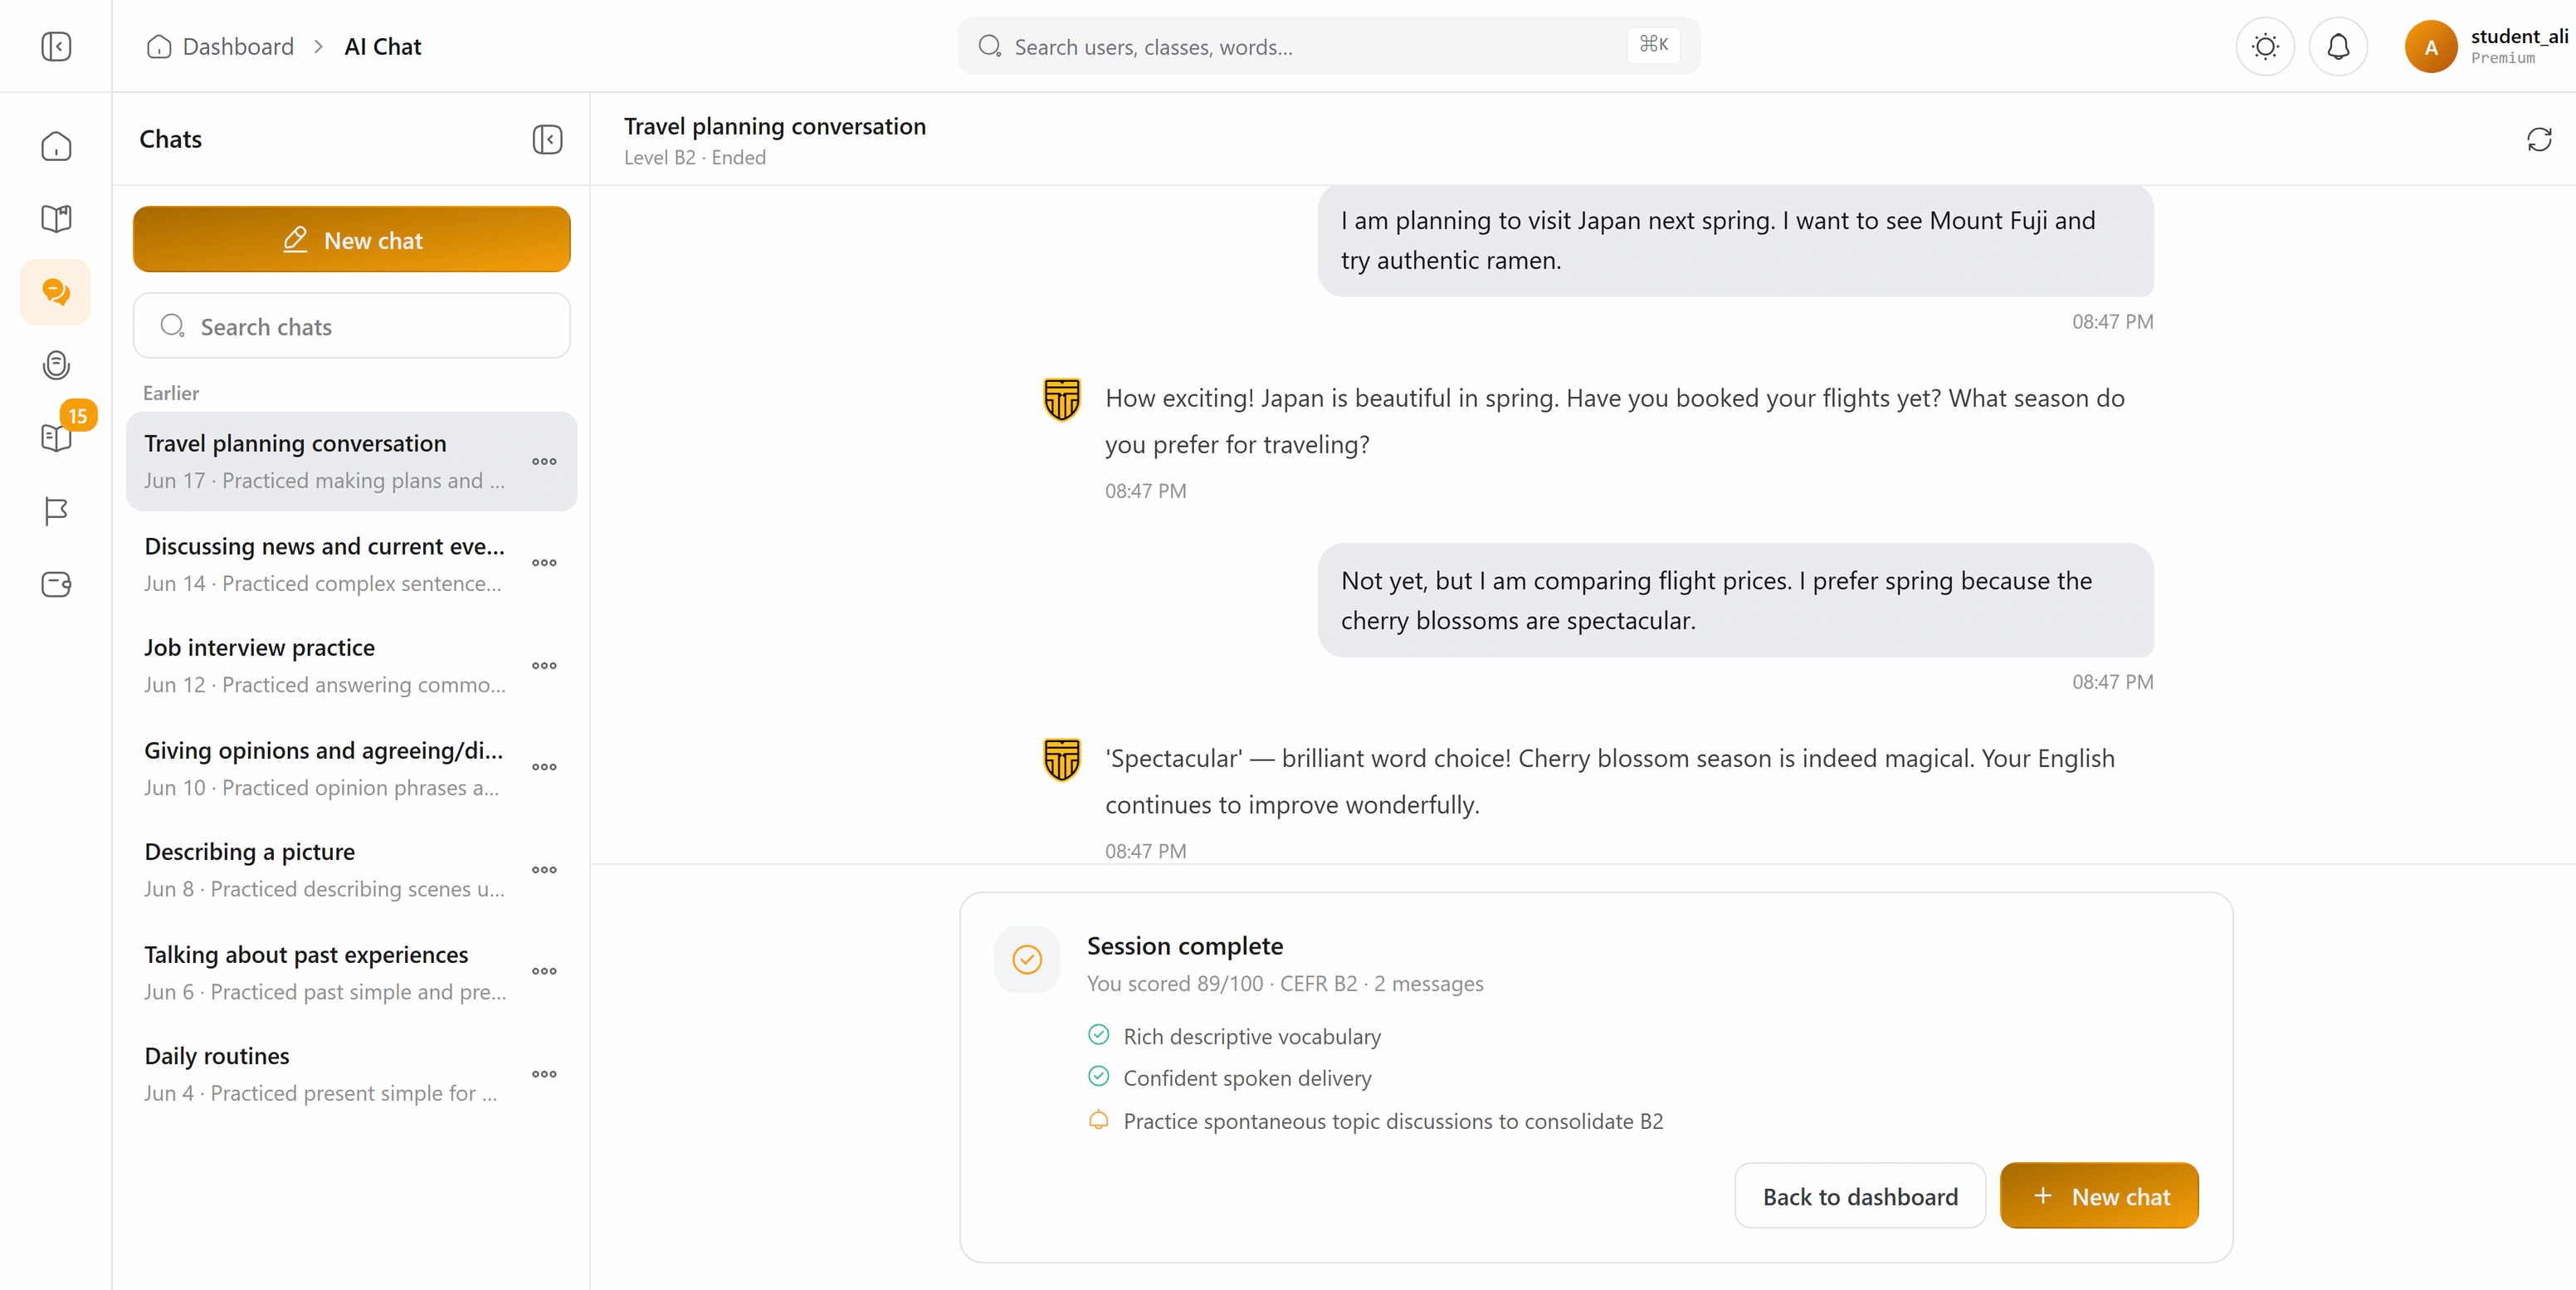 Dashboard > AI Chat
Search users, classes, words...
⌘K
A
student_ali
Premium
15
Chats
New chat
Search chats
Earlier
Travel planning conversation
Jun 17 · Practiced making plans and ...
Discussing news and current eve...
Jun 14 · Practiced complex sentence...
Job interview practice
Jun 12 · Practiced answering commo...
Giving opinions and agreeing/di...
Jun 10 · Practiced opinion phrases a...
Describing a picture
Jun 8 · Practiced describing scenes u...
Talking about past experiences
Jun 6 · Practiced past simple and pre...
Daily routines
Jun 4 · Practiced present simple for ...
Travel planning conversation
Level B2 · Ended
I am planning to visit Japan next spring. I want to see Mount Fuji and
try authentic ramen.
08:47 PM
How exciting! Japan is beautiful in spring. Have you booked your flights yet? What season do
you prefer for traveling?
08:47 PM
Not yet, but I am comparing flight prices. I prefer spring because the
cherry blossoms are spectacular.
08:47 PM
'Spectacular' — brilliant word choice! Cherry blossom season is indeed magical. Your English
continues to improve wonderfully.
08:47 PM
Session complete
You scored 89/100 · CEFR B2 · 2 messages
Rich descriptive vocabulary
Confident spoken delivery
Practice spontaneous topic discussions to consolidate B2
Back to dashboard
+ New chat